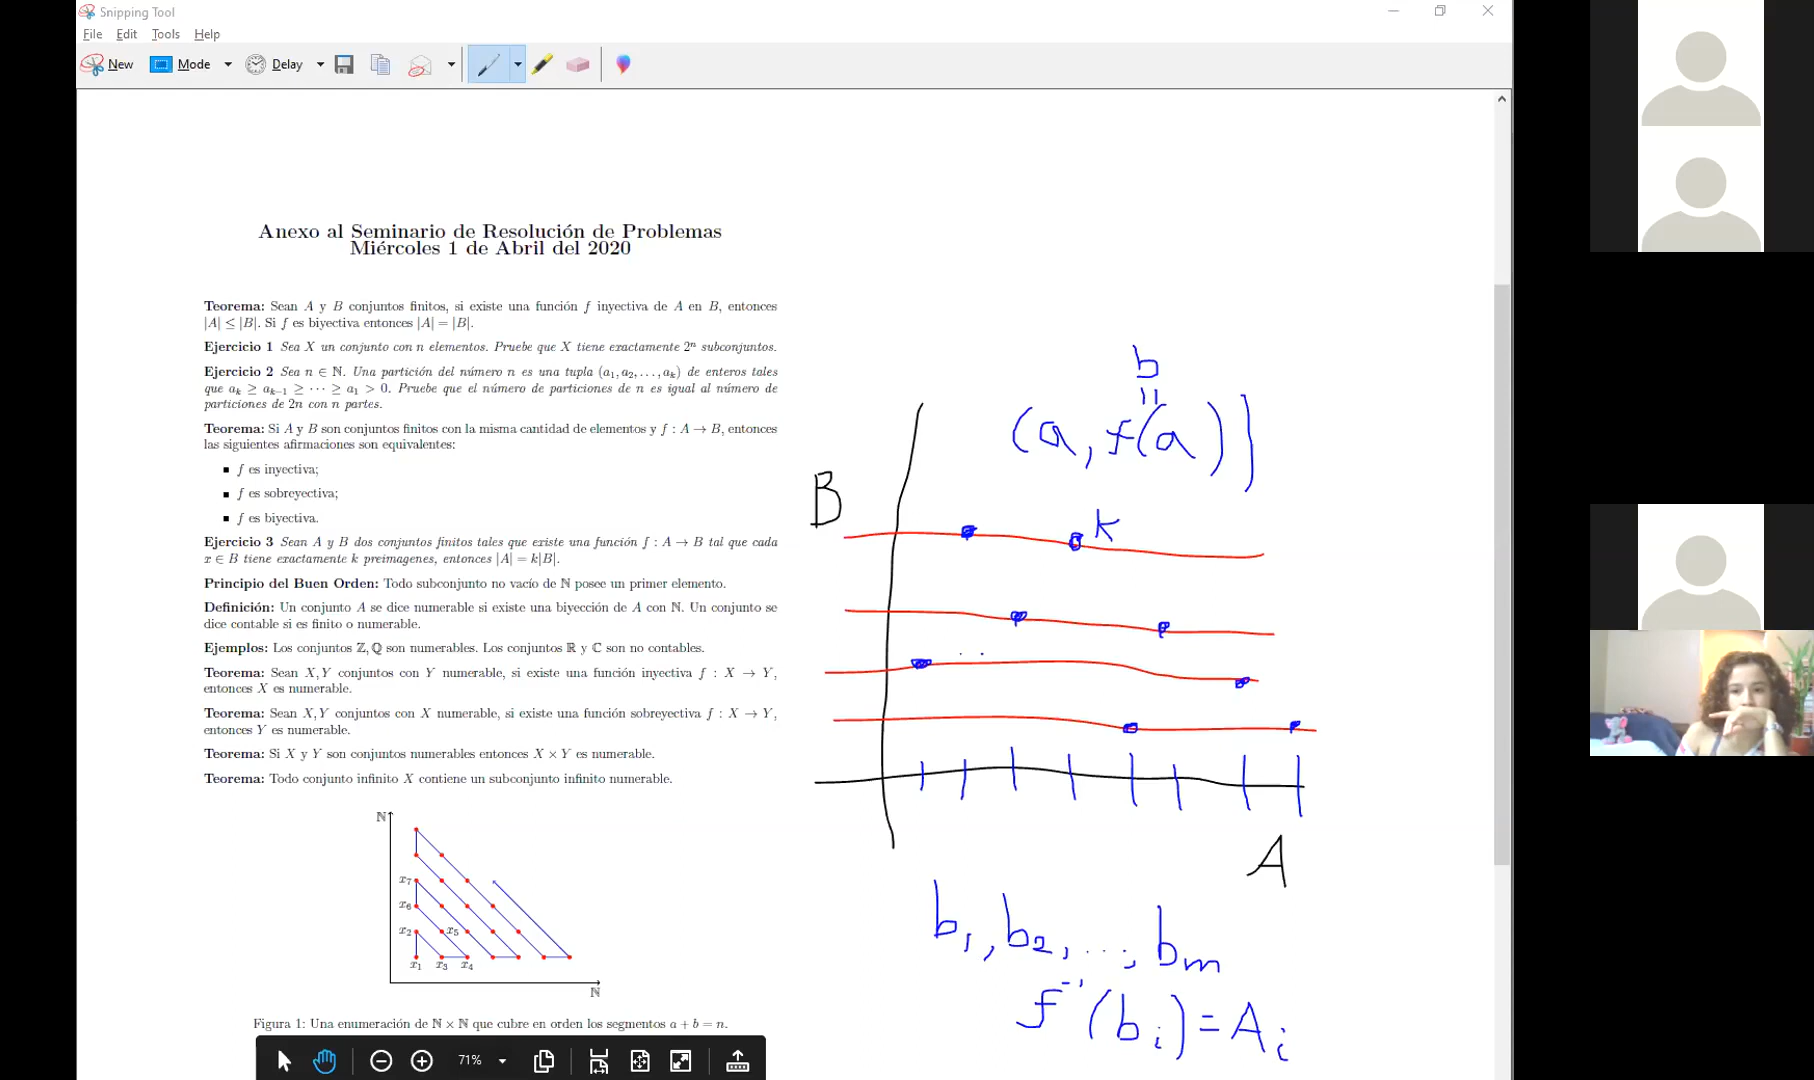 Snipping Tool
File Edit Tools Help
New Mode Delay
Anexo al Seminario de Resolución de Problemas
Miércoles 1 de Abril del 2020
Teorema: Sean A y B conjuntos finitos, si existe una función f inyectiva de A en B, entonces
|A| ≤ |B|. Si f es biyectiva entonces |A| = |B|.
Ejercicio 1 Sea X un conjunto con n elementos. Pruebe que X tiene exactamente 2ⁿ subconjuntos.
Ejercicio 2 Sea n ∈ ℕ. Una partición del número n es una tupla (a₁, a₂, . . . , aₖ) de enteros tales
que aₖ ≥ aₖ₋₁ ≥ · · · ≥ a₁ > 0. Pruebe que el número de particiones de n es igual al número de
particiones de 2n con n partes.
Teorema: Si A y B son conjuntos finitos con la misma cantidad de elementos y f : A → B, entonces
las siguientes afirmaciones son equivalentes:
■ f es inyectiva;
■ f es sobreyectiva;
■ f es biyectiva.
Ejercicio 3 Sean A y B dos conjuntos finitos tales que existe una función f : A → B tal que cada
x ∈ B tiene exactamente k preimagenes, entonces |A| = k|B|.
Principio del Buen Orden: Todo subconjunto no vacío de ℕ posee un primer elemento.
Definición: Un conjunto A se dice numerable si existe una biyección de A con ℕ. Un conjunto se
dice contable si es finito o numerable.
Ejemplos: Los conjuntos ℤ, ℚ son numerables. Los conjuntos ℝ y ℂ son no contables.
Teorema: Sean X, Y conjuntos con Y numerable, si existe una función inyectiva f : X → Y,
entonces X es numerable.
Teorema: Sean X, Y conjuntos con X numerable, si existe una función sobreyectiva f : X → Y,
entonces Y es numerable.
Teorema: Si X y Y son conjuntos numerables entonces X × Y es numerable.
Teorema: Todo conjunto infinito X contiene un subconjunto infinito numerable.
ℕ
x₇
x₆
x₂ x₅
x₁ x₃ x₄
ℕ
Figura 1: Una enumeración de ℕ × ℕ que cubre en orden los segmentos a + b = n.
71%
b
||
(a, f(a))
B
k
A
b₁, b₂, ..., bₘ
f⁻¹(bᵢ) = Aᵢ